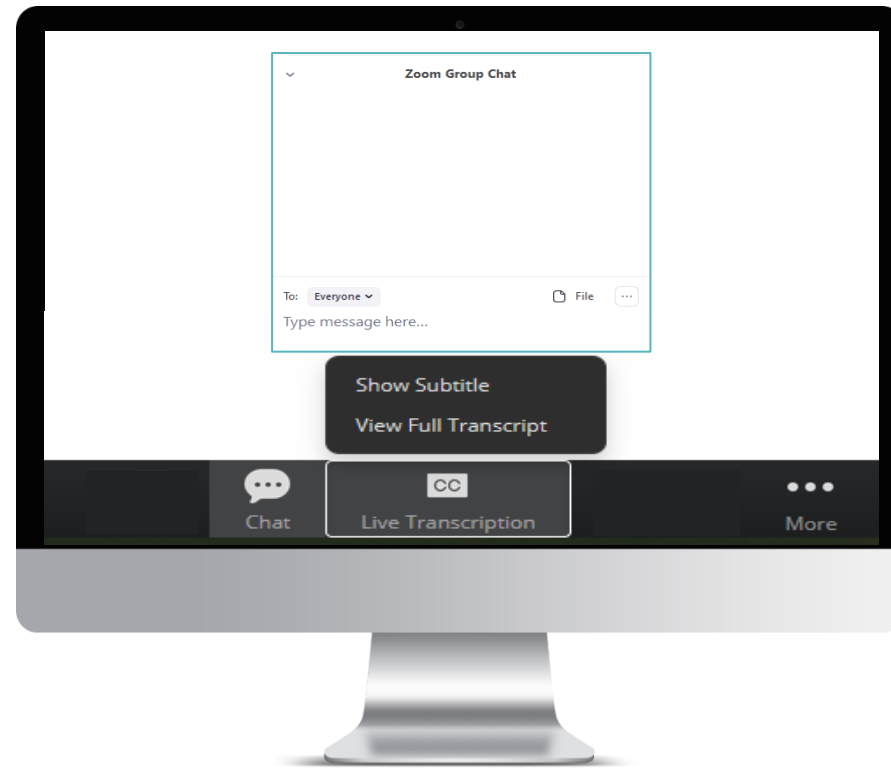 Zoom Group Chat
To: Everyone File
Type message here...
Show Subtitle
View Full Transcript
CC
Chat Live Transcription More